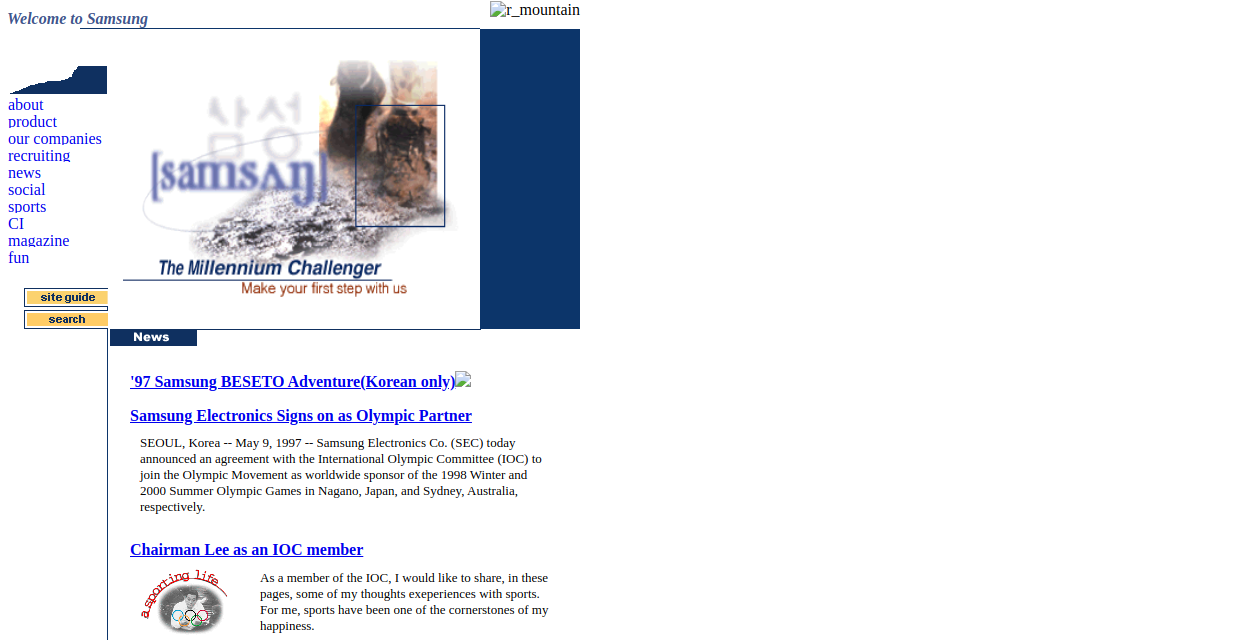 Welcome to Samsung
r_mountain
about
product
our companies
recruiting
news
social
sports
CI
magazine
fun
site guide
search
삼성
[samsʌŋ]
The Millennium Challenger
Make your first step with us
News
'97 Samsung BESETO Adventure(Korean only)
Samsung Electronics Signs on as Olympic Partner
SEOUL, Korea -- May 9, 1997 -- Samsung Electronics Co. (SEC) today
announced an agreement with the International Olympic Committee (IOC) to
join the Olympic Movement as worldwide sponsor of the 1998 Winter and
2000 Summer Olympic Games in Nagano, Japan, and Sydney, Australia,
respectively.
Chairman Lee as an IOC member
a sporting life
As a member of the IOC, I would like to share, in these
pages, some of my thoughts exeperiences with sports.
For me, sports have been one of the cornerstones of my
happiness.